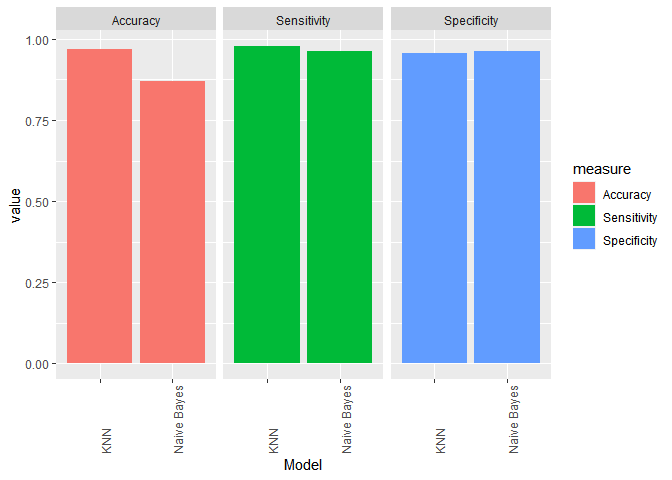 Accuracy Sensitivity Specificity
1.00
0.75
0.50
0.25
0.00
value
KNN Naive Bayes KNN Naive Bayes KNN Naive Bayes
Model
measure
Accuracy
Sensitivity
Specificity